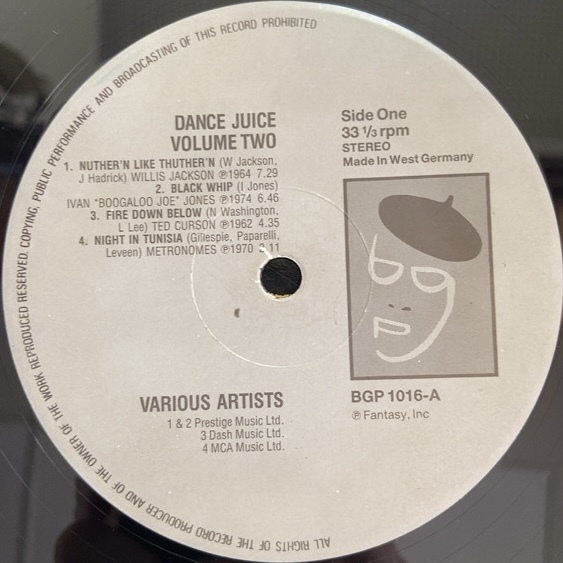 ALL RIGHTS OF THE RECORD PRODUCER AND OF THE OWNER OF THE WORK REPRODUCED RESERVED, COPYING, PUBLIC PERFORMANCE AND BROADCASTING OF THIS RECORD PROHIBITED
DANCE JUICE
VOLUME TWO
1. NUTHER'N LIKE THUTHER'N (W Jackson,
J Hadrick) WILLIS JACKSON ℗1964 7.29
2. BLACK WHIP (I Jones)
IVAN "BOOGALOO JOE" JONES ℗1974 6.46
3. FIRE DOWN BELOW (N Washington,
L Lee) TED CURSON ℗1962 4.35
4. NIGHT IN TUNISIA (Gillespie, Paparelli,
Leveen) METRONOMES ℗1970
Side One
33 1/3 rpm
STEREO
Made In West Germany
bgp
VARIOUS ARTISTS
1 & 2 Prestige Music Ltd.
3 Dash Music Ltd.
4 MCA Music Ltd.
BGP 1016-A
℗ Fantasy, Inc